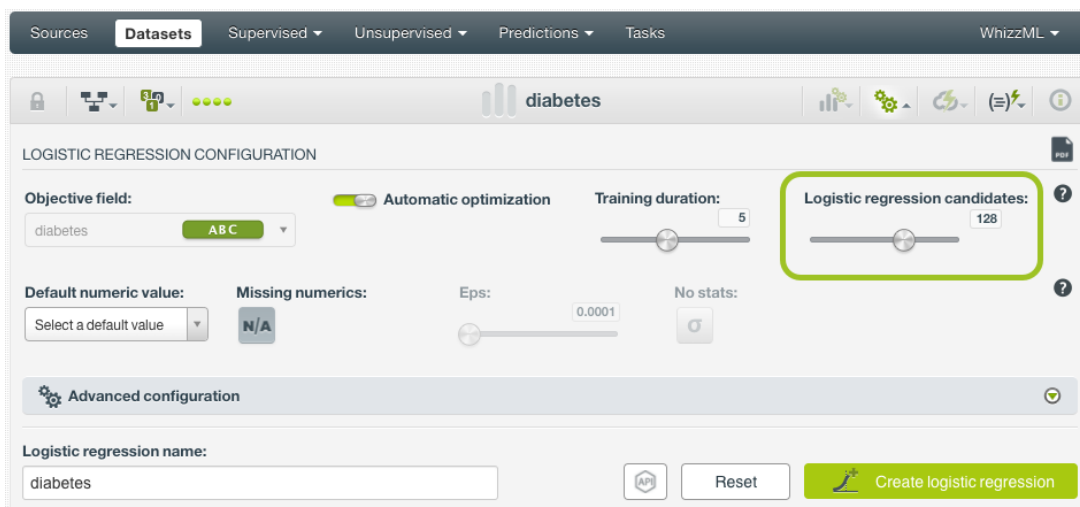 Sources Datasets Supervised Unsupervised Predictions Tasks WhizzML
diabetes
LOGISTIC REGRESSION CONFIGURATION
PDF
Objective field: Automatic optimization Training duration: Logistic regression candidates:
diabetes ABC 5 128
Default numeric value: Missing numerics: Eps: No stats:
Select a default value N/A 0.0001 σ
Advanced configuration
Logistic regression name:
diabetes API Reset Create logistic regression